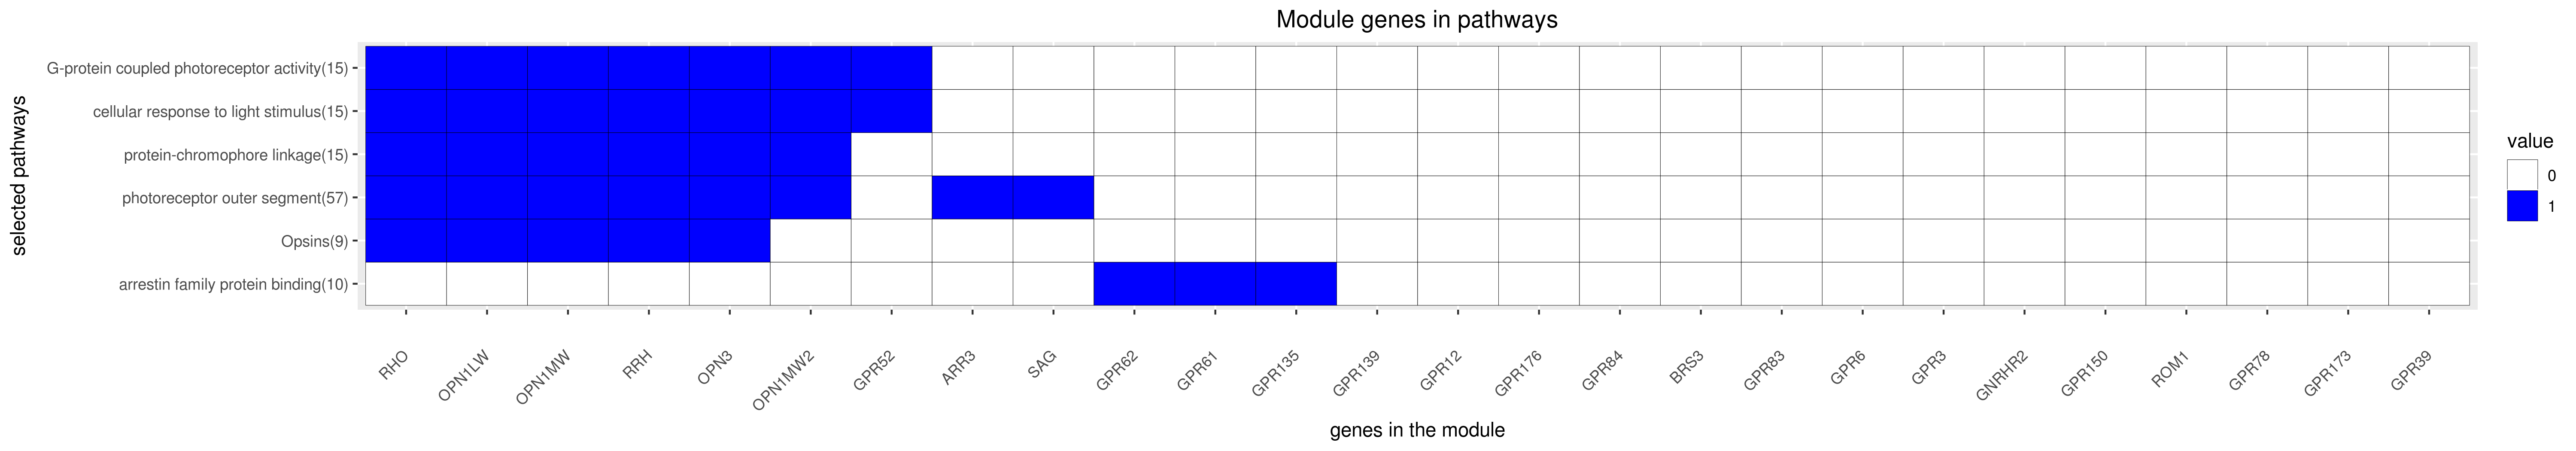 Module genes in pathways
selected pathways
G-protein coupled photoreceptor activity(15)
cellular response to light stimulus(15)
protein-chromophore linkage(15)
photoreceptor outer segment(57)
Opsins(9)
arrestin family protein binding(10)
RHO
OPN1LW
OPN1MW
RRH
OPN3
OPN1MW2
GPR52
ARR3
SAG
GPR62
GPR61
GPR135
GPR139
GPR12
GPR176
GPR84
BRS3
GPR83
GPR6
GPR3
GNRHR2
GPR150
ROM1
GPR78
GPR173
GPR39
genes in the module
value
0
1